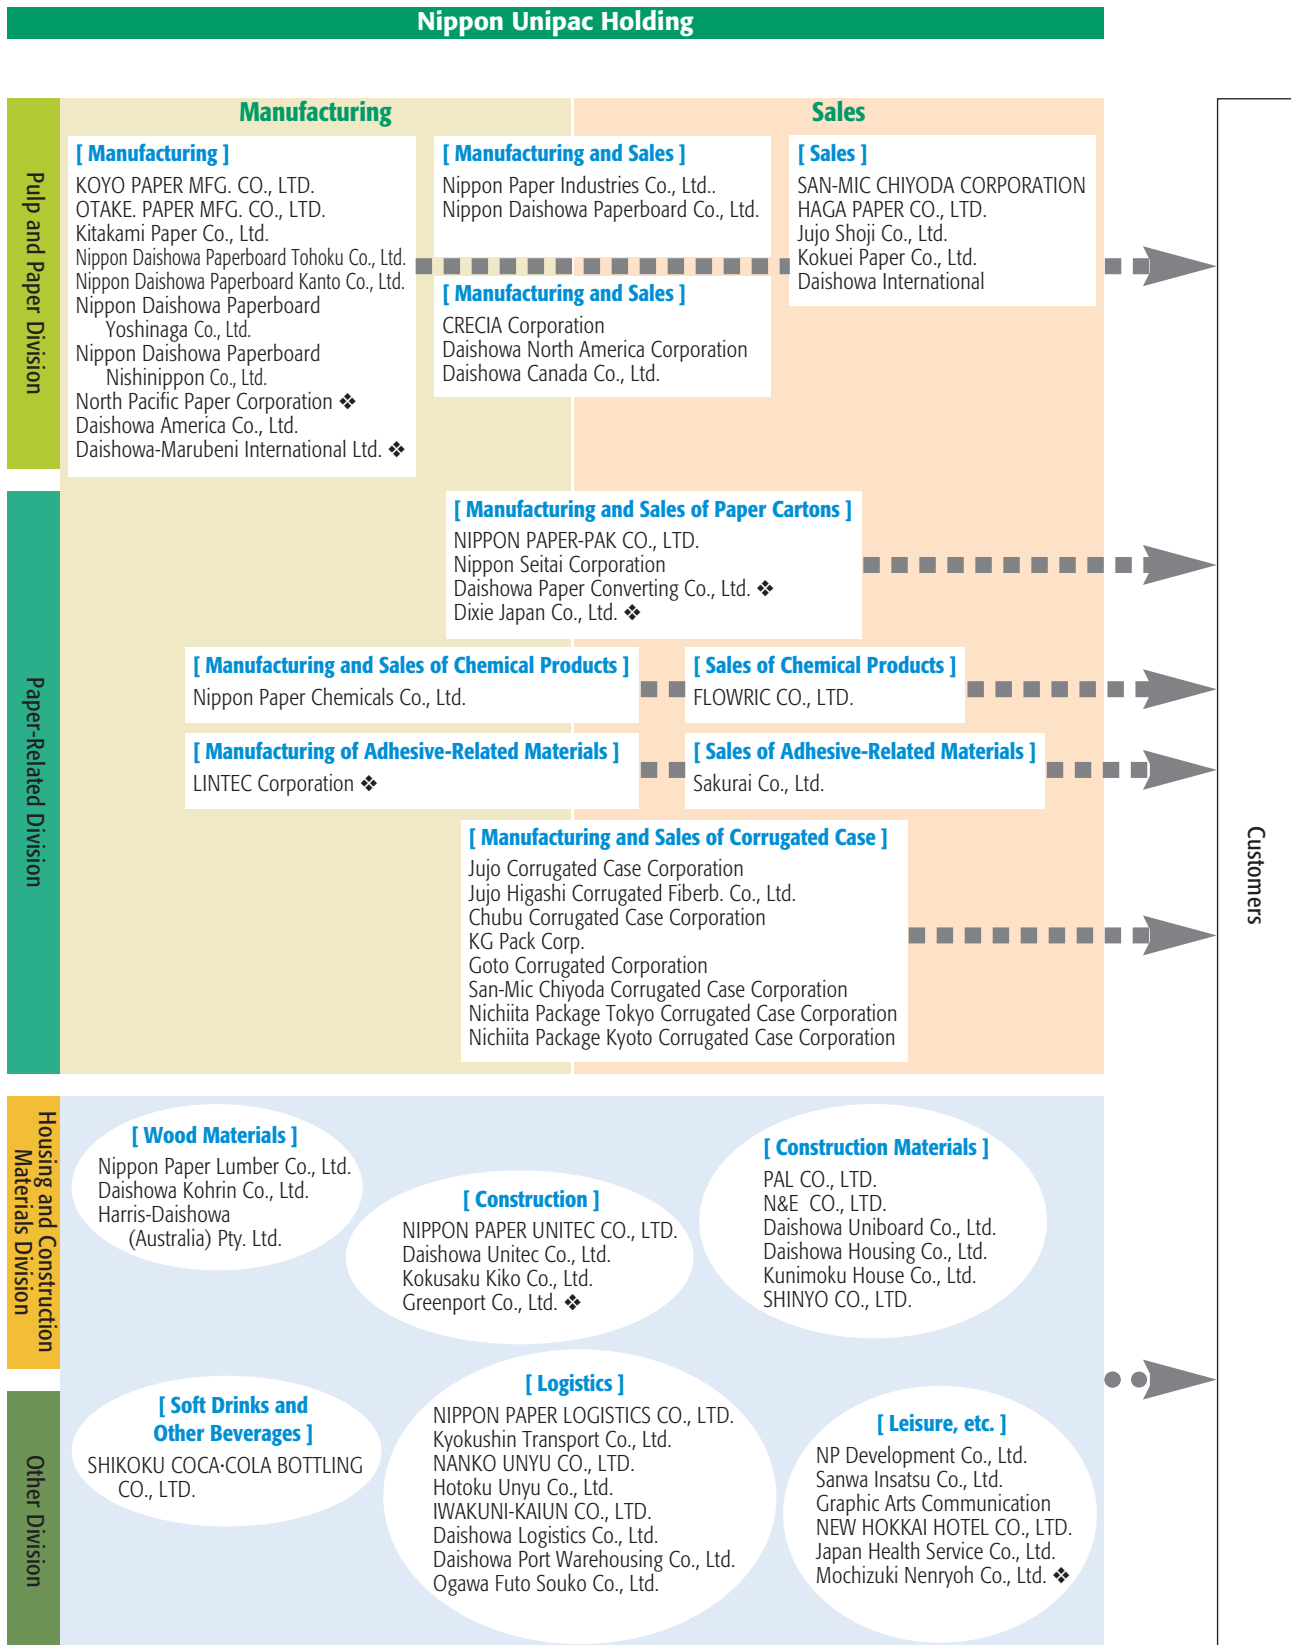 Nippon Unipac Holding
Manufacturing
Sales
Pulp and Paper Division
[ Manufacturing ]
KOYO PAPER MFG. CO., LTD.
OTAKE. PAPER MFG. CO., LTD.
Kitakami Paper Co., Ltd.
Nippon Daishowa Paperboard Tohoku Co., Ltd.
Nippon Daishowa Paperboard Kanto Co., Ltd.
Nippon Daishowa Paperboard
Yoshinaga Co., Ltd.
Nippon Daishowa Paperboard
Nishinippon Co., Ltd.
North Pacific Paper Corporation ❖
Daishowa America Co., Ltd.
Daishowa-Marubeni International Ltd. ❖
[ Manufacturing and Sales ]
Nippon Paper Industries Co., Ltd..
Nippon Daishowa Paperboard Co., Ltd.
[ Manufacturing and Sales ]
CRECIA Corporation
Daishowa North America Corporation
Daishowa Canada Co., Ltd.
[ Sales ]
SAN-MIC CHIYODA CORPORATION
HAGA PAPER CO., LTD.
Jujo Shoji Co., Ltd.
Kokuei Paper Co., Ltd.
Daishowa International
Paper-Related Division
[ Manufacturing and Sales of Paper Cartons ]
NIPPON PAPER-PAK CO., LTD.
Nippon Seitai Corporation
Daishowa Paper Converting Co., Ltd. ❖
Dixie Japan Co., Ltd. ❖
[ Manufacturing and Sales of Chemical Products ]
Nippon Paper Chemicals Co., Ltd.
[ Sales of Chemical Products ]
FLOWRIC CO., LTD.
[ Manufacturing of Adhesive-Related Materials ]
LINTEC Corporation ❖
[ Sales of Adhesive-Related Materials ]
Sakurai Co., Ltd.
[ Manufacturing and Sales of Corrugated Case ]
Jujo Corrugated Case Corporation
Jujo Higashi Corrugated Fiberb. Co., Ltd.
Chubu Corrugated Case Corporation
KG Pack Corp.
Goto Corrugated Corporation
San-Mic Chiyoda Corrugated Case Corporation
Nichiita Package Tokyo Corrugated Case Corporation
Nichiita Package Kyoto Corrugated Case Corporation
Customers
Housing and Construction
Materials Division
[ Wood Materials ]
Nippon Paper Lumber Co., Ltd.
Daishowa Kohrin Co., Ltd.
Harris-Daishowa
(Australia) Pty. Ltd.
[ Construction ]
NIPPON PAPER UNITEC CO., LTD.
Daishowa Unitec Co., Ltd.
Kokusaku Kiko Co., Ltd.
Greenport Co., Ltd. ❖
[ Construction Materials ]
PAL CO., LTD.
N&E CO., LTD.
Daishowa Uniboard Co., Ltd.
Daishowa Housing Co., Ltd.
Kunimoku House Co., Ltd.
SHINYO CO., LTD.
Other Division
[ Soft Drinks and
Other Beverages ]
SHIKOKU COCA·COLA BOTTLING
CO., LTD.
[ Logistics ]
NIPPON PAPER LOGISTICS CO., LTD.
Kyokushin Transport Co., Ltd.
NANKO UNYU CO., LTD.
Hotoku Unyu Co., Ltd.
IWAKUNI-KAIUN CO., LTD.
Daishowa Logistics Co., Ltd.
Daishowa Port Warehousing Co., Ltd.
Ogawa Futo Souko Co., Ltd.
[ Leisure, etc. ]
NP Development Co., Ltd.
Sanwa Insatsu Co., Ltd.
Graphic Arts Communication
NEW HOKKAI HOTEL CO., LTD.
Japan Health Service Co., Ltd.
Mochizuki Nenryoh Co., Ltd. ❖